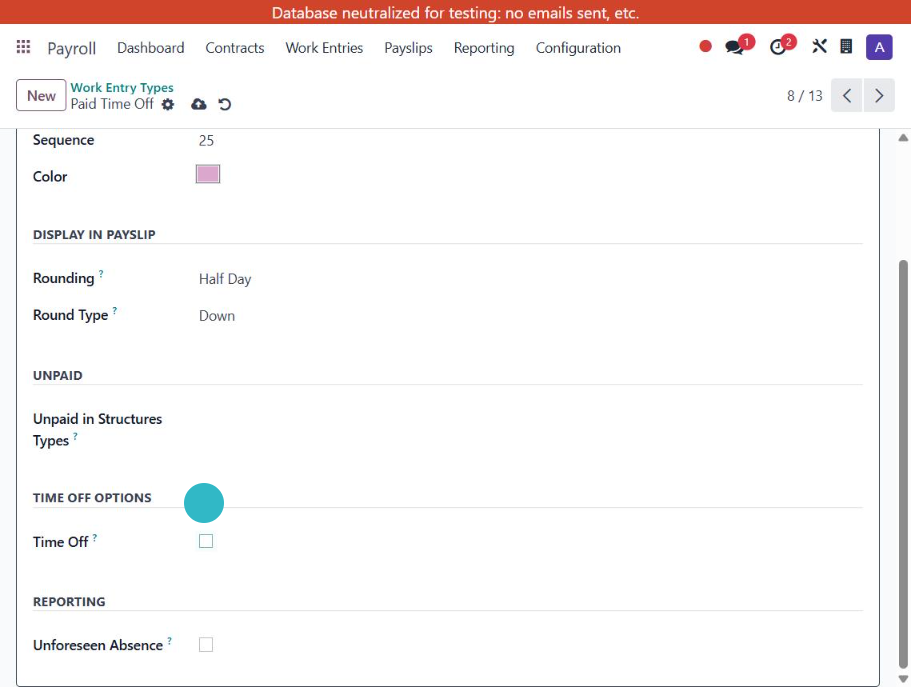 Database neutralized for testing: no emails sent, etc.
Payroll Dashboard Contracts Work Entries Payslips Reporting Configuration 1 2 A
New Work Entry Types
Paid Time Off 8 / 13
Sequence 25
Color
DISPLAY IN PAYSLIP
Rounding ? Half Day
Round Type ? Down
UNPAID
Unpaid in Structures
Types ?
TIME OFF OPTIONS
Time Off ?
REPORTING
Unforeseen Absence ?